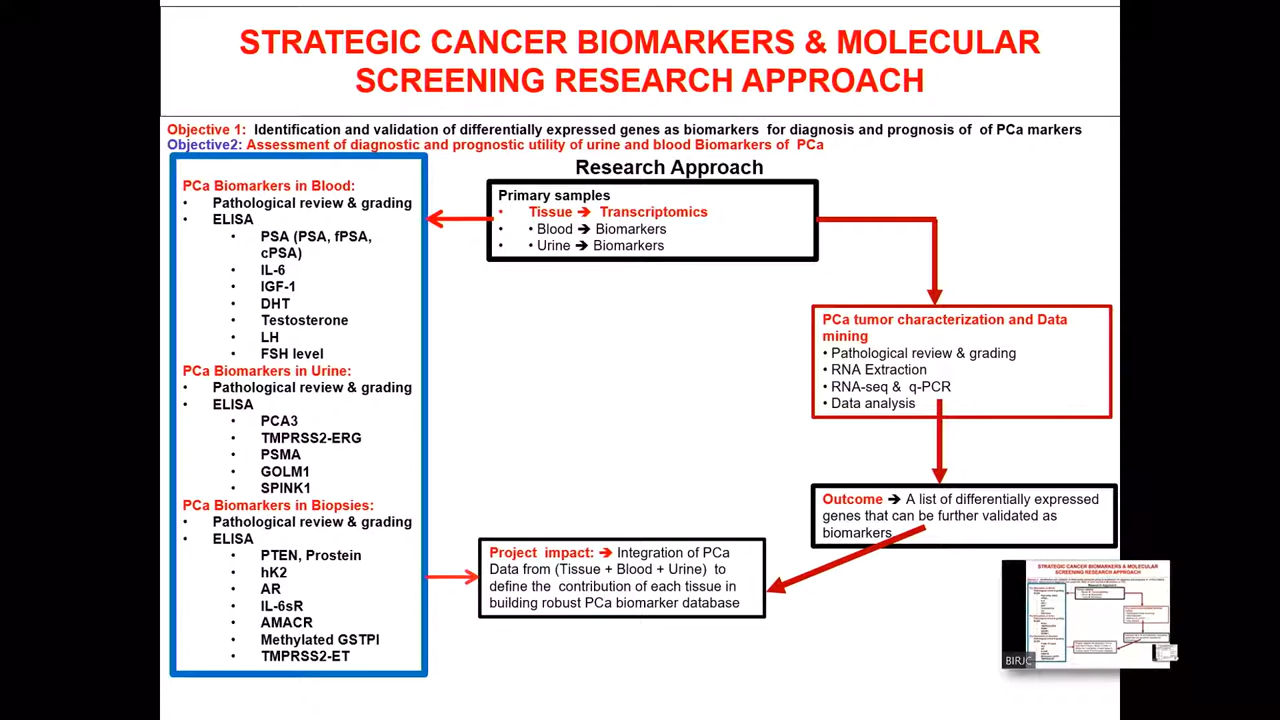 STRATEGIC CANCER BIOMARKERS & MOLECULAR
SCREENING RESEARCH APPROACH
Objective 1: Identification and validation of differentially expressed genes as biomarkers for diagnosis and prognosis of of PCa markers
Objective2: Assessment of diagnostic and prognostic utility of urine and blood Biomarkers of PCa
PCa Biomarkers in Blood:
• Pathological review & grading
• ELISA
• PSA (PSA, fPSA,
cPSA)
• IL-6
• IGF-1
• DHT
• Testosterone
• LH
• FSH level
PCa Biomarkers in Urine:
• Pathological review & grading
• ELISA
• PCA3
• TMPRSS2-ERG
• PSMA
• GOLM1
• SPINK1
PCa Biomarkers in Biopsies:
• Pathological review & grading
• ELISA
• PTEN, Prostein
• hK2
• AR
• IL-6sR
• AMACR
• Methylated GSTPI
• TMPRSS2-ET
Research Approach
Primary samples
• Tissue ➔ Transcriptomics
• • Blood ➔ Biomarkers
• • Urine ➔ Biomarkers
PCa tumor characterization and Data
mining
• Pathological review & grading
• RNA Extraction
• RNA-seq & q-PCR
• Data analysis
Outcome ➔ A list of differentially expressed
genes that can be further validated as
biomarkers
Project impact: ➔ Integration of PCa
Data from (Tissue + Blood + Urine) to
define the contribution of each tissue in
building robust PCa biomarker database
STRATEGIC CANCER BIOMARKERS & MOLECULAR
SCREENING RESEARCH APPROACH
BIRJC